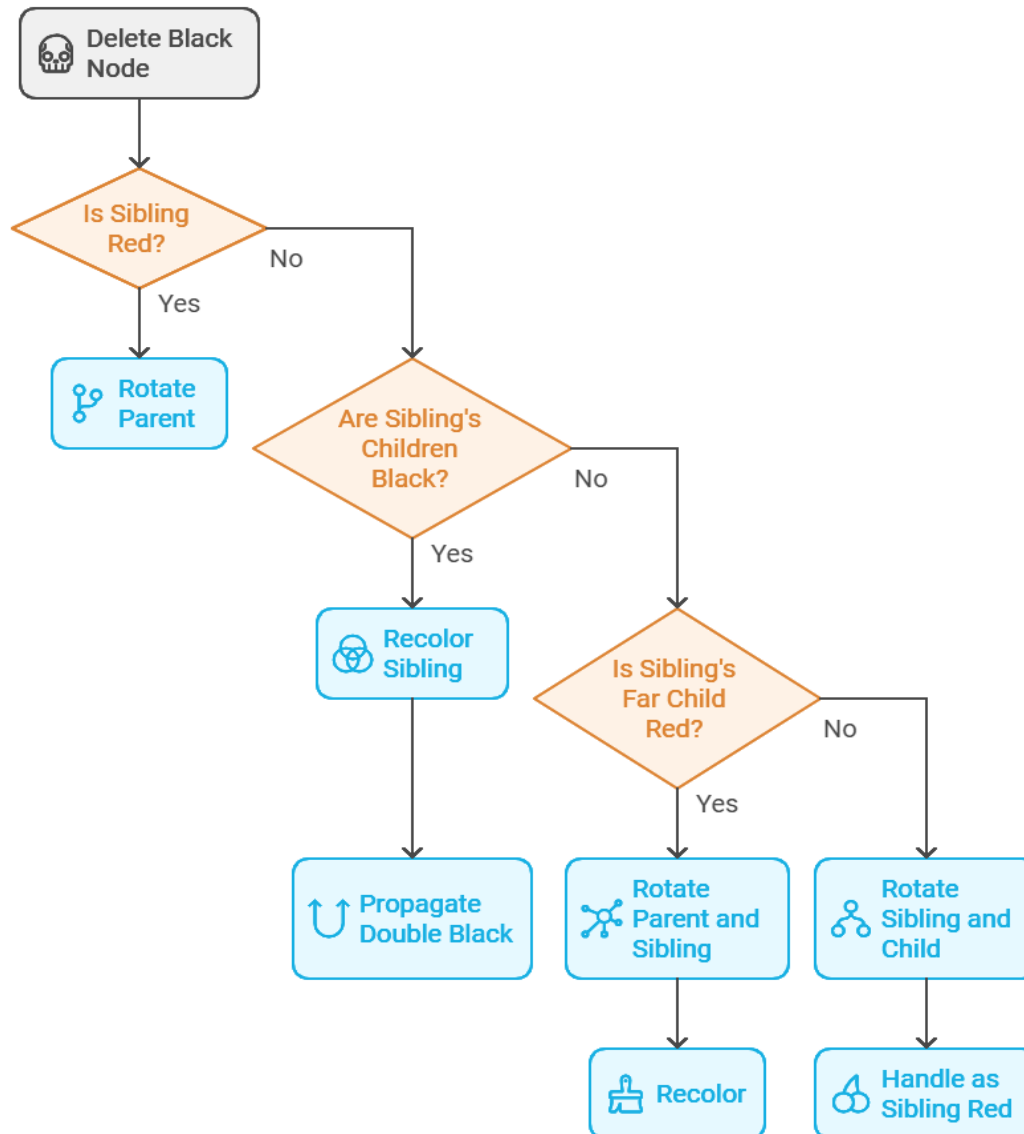 Delete Black
Node
Is Sibling
Red?
No
Yes
Rotate
Parent
Are Sibling's
Children
Black?
No
Yes
Recolor
Sibling
Is Sibling's
Far Child
Red?
No
Yes
Propagate
Double Black
Rotate
Parent and
Sibling
Rotate
Sibling and
Child
Recolor
Handle as
Sibling Red